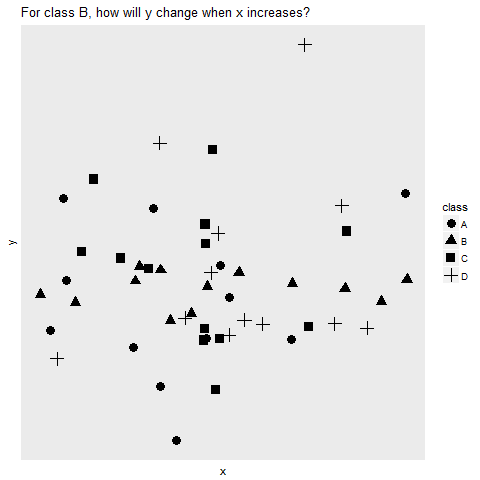 For class B, how will y change when x increases?
y
x
class
A
B
C
D